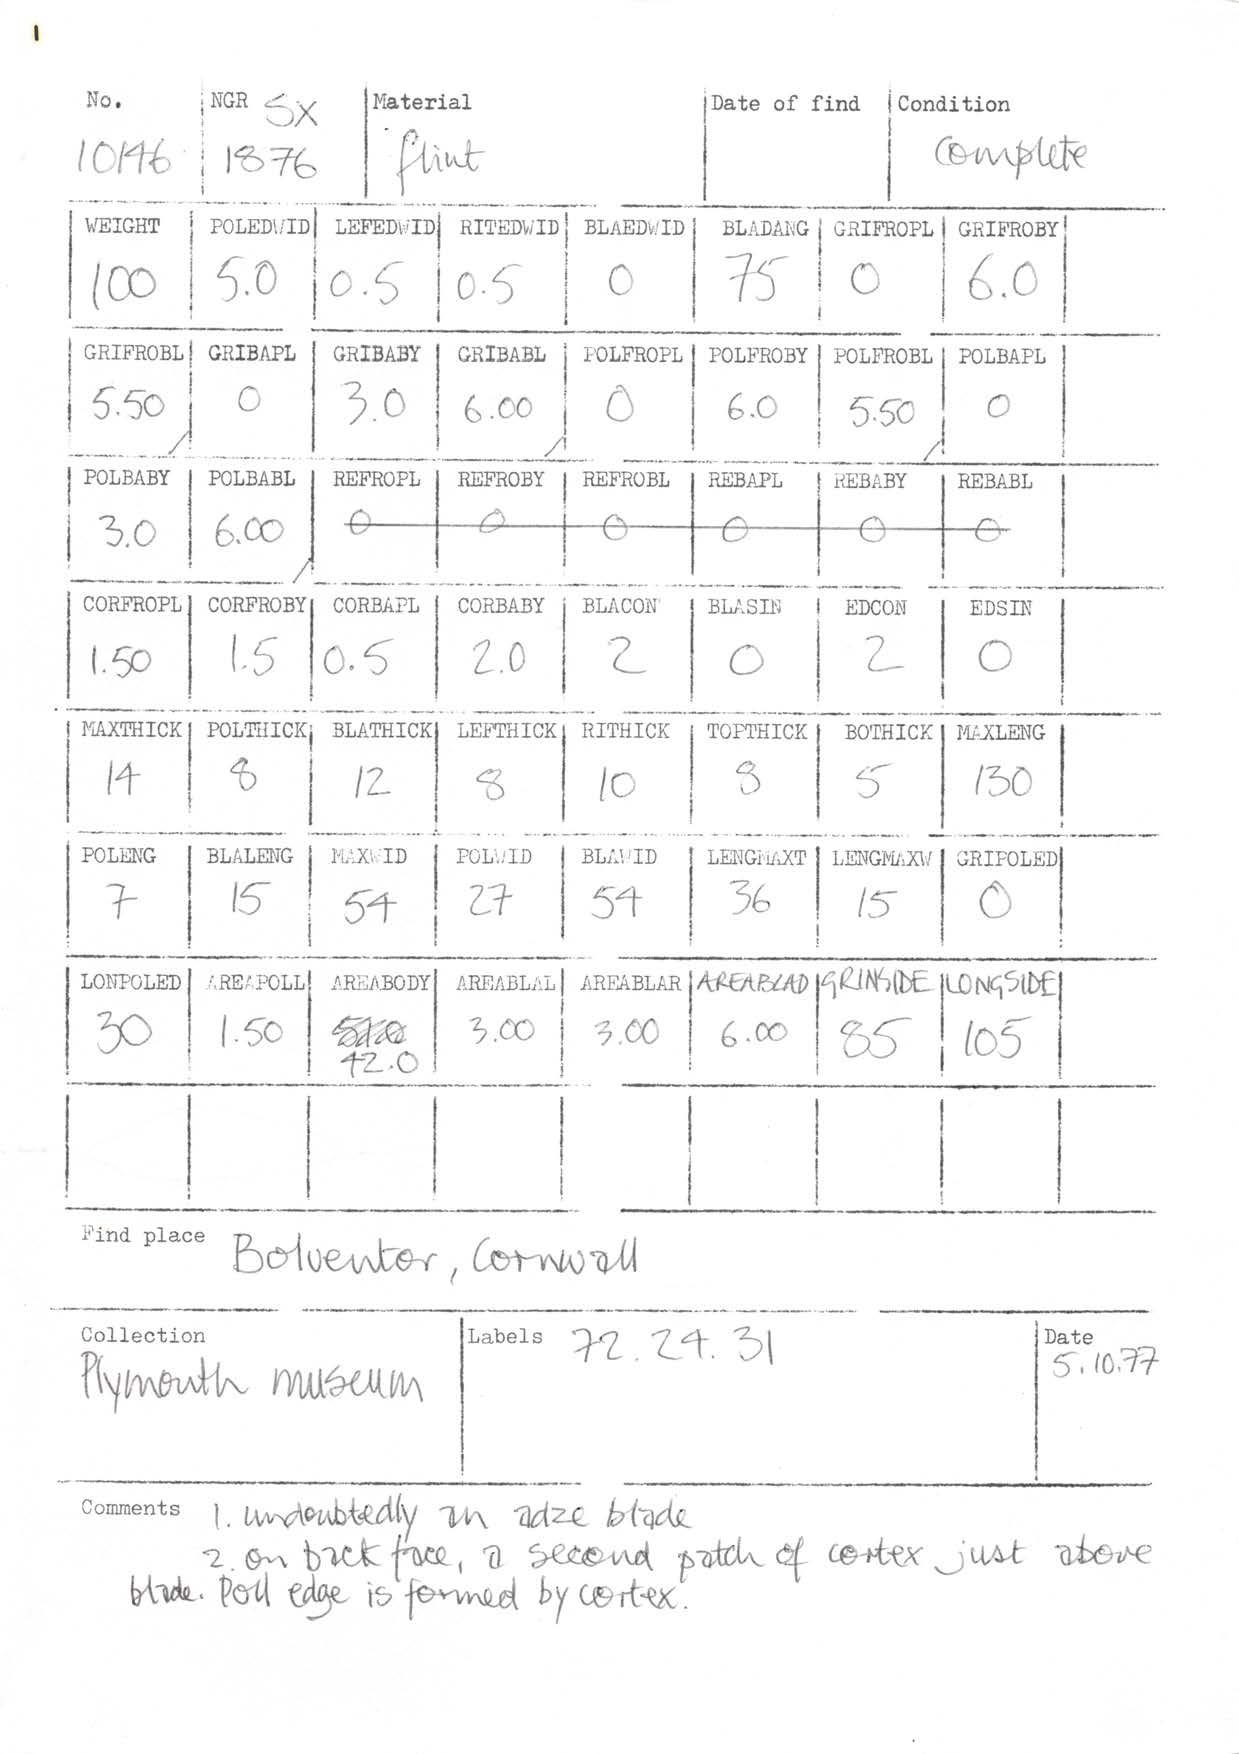 1
No. NGR SX Material Date of find Condition
10146 1876 flint complete
WEIGHT POLEDWID LEFEDWID RITEDWID BLAEDWID BLADANG GRIFROPL GRIFROBY
100 5.0 0.5 0.5 0 75 0 6.0
GRIFROBL GRIBAPL GRIBABY GRIBABL POLFROPL POLFROBY POLFROBL POLBAPL
5.50 0 3.0 6.00 0 6.0 5.50 0
POLBABY POLBABL REFROPL REFROBY REFROBL REBAPL REBABY REBABL
3.0 6.00 0 0 0 0 0 0
CORFROPL CORFROBY CORBAPL CORBABY BLACON BLASIN EDCON EDSIN
1.50 1.5 0.5 2.0 2 0 2 0
MAXTHICK POLTHICK BLATHICK LEFTHICK RITHICK TOPTHICK BOTHICK MAXLENG
14 8 12 8 10 8 5 130
POLENG BLALENG MAXWID POLWID BLAWID LENGMAXT LENGMAXW GRIPOLED
7 15 54 27 54 36 15 0
LONPOLED AREAPOLL AREABODY AREABLAL AREABLAR AREABLAD GRINSIDE LONGSIDE
30 1.50 3.00 3.00 6.00 85 105
42.0
Find place Bolventor, Cornwall
Collection Labels 72.24.31 Date
Plymouth museum 5.10.77
Comments 1. undoubtedly an adze blade
2. on back face, a second patch of cortex just above
blade. Poll edge is formed by cortex.